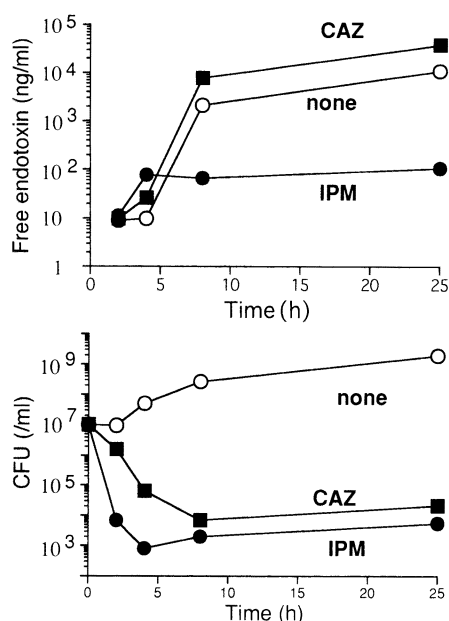 10^5
CAZ
10^4
none
10^3
10^2
IPM
10
1
Free endotoxin (ng/ml)
0 5 10 15 20 25
Time (h)
10^9
none
10^7
CFU (/ml)
10^5
CAZ
10^3
IPM
0 5 10 15 20 25
Time (h)